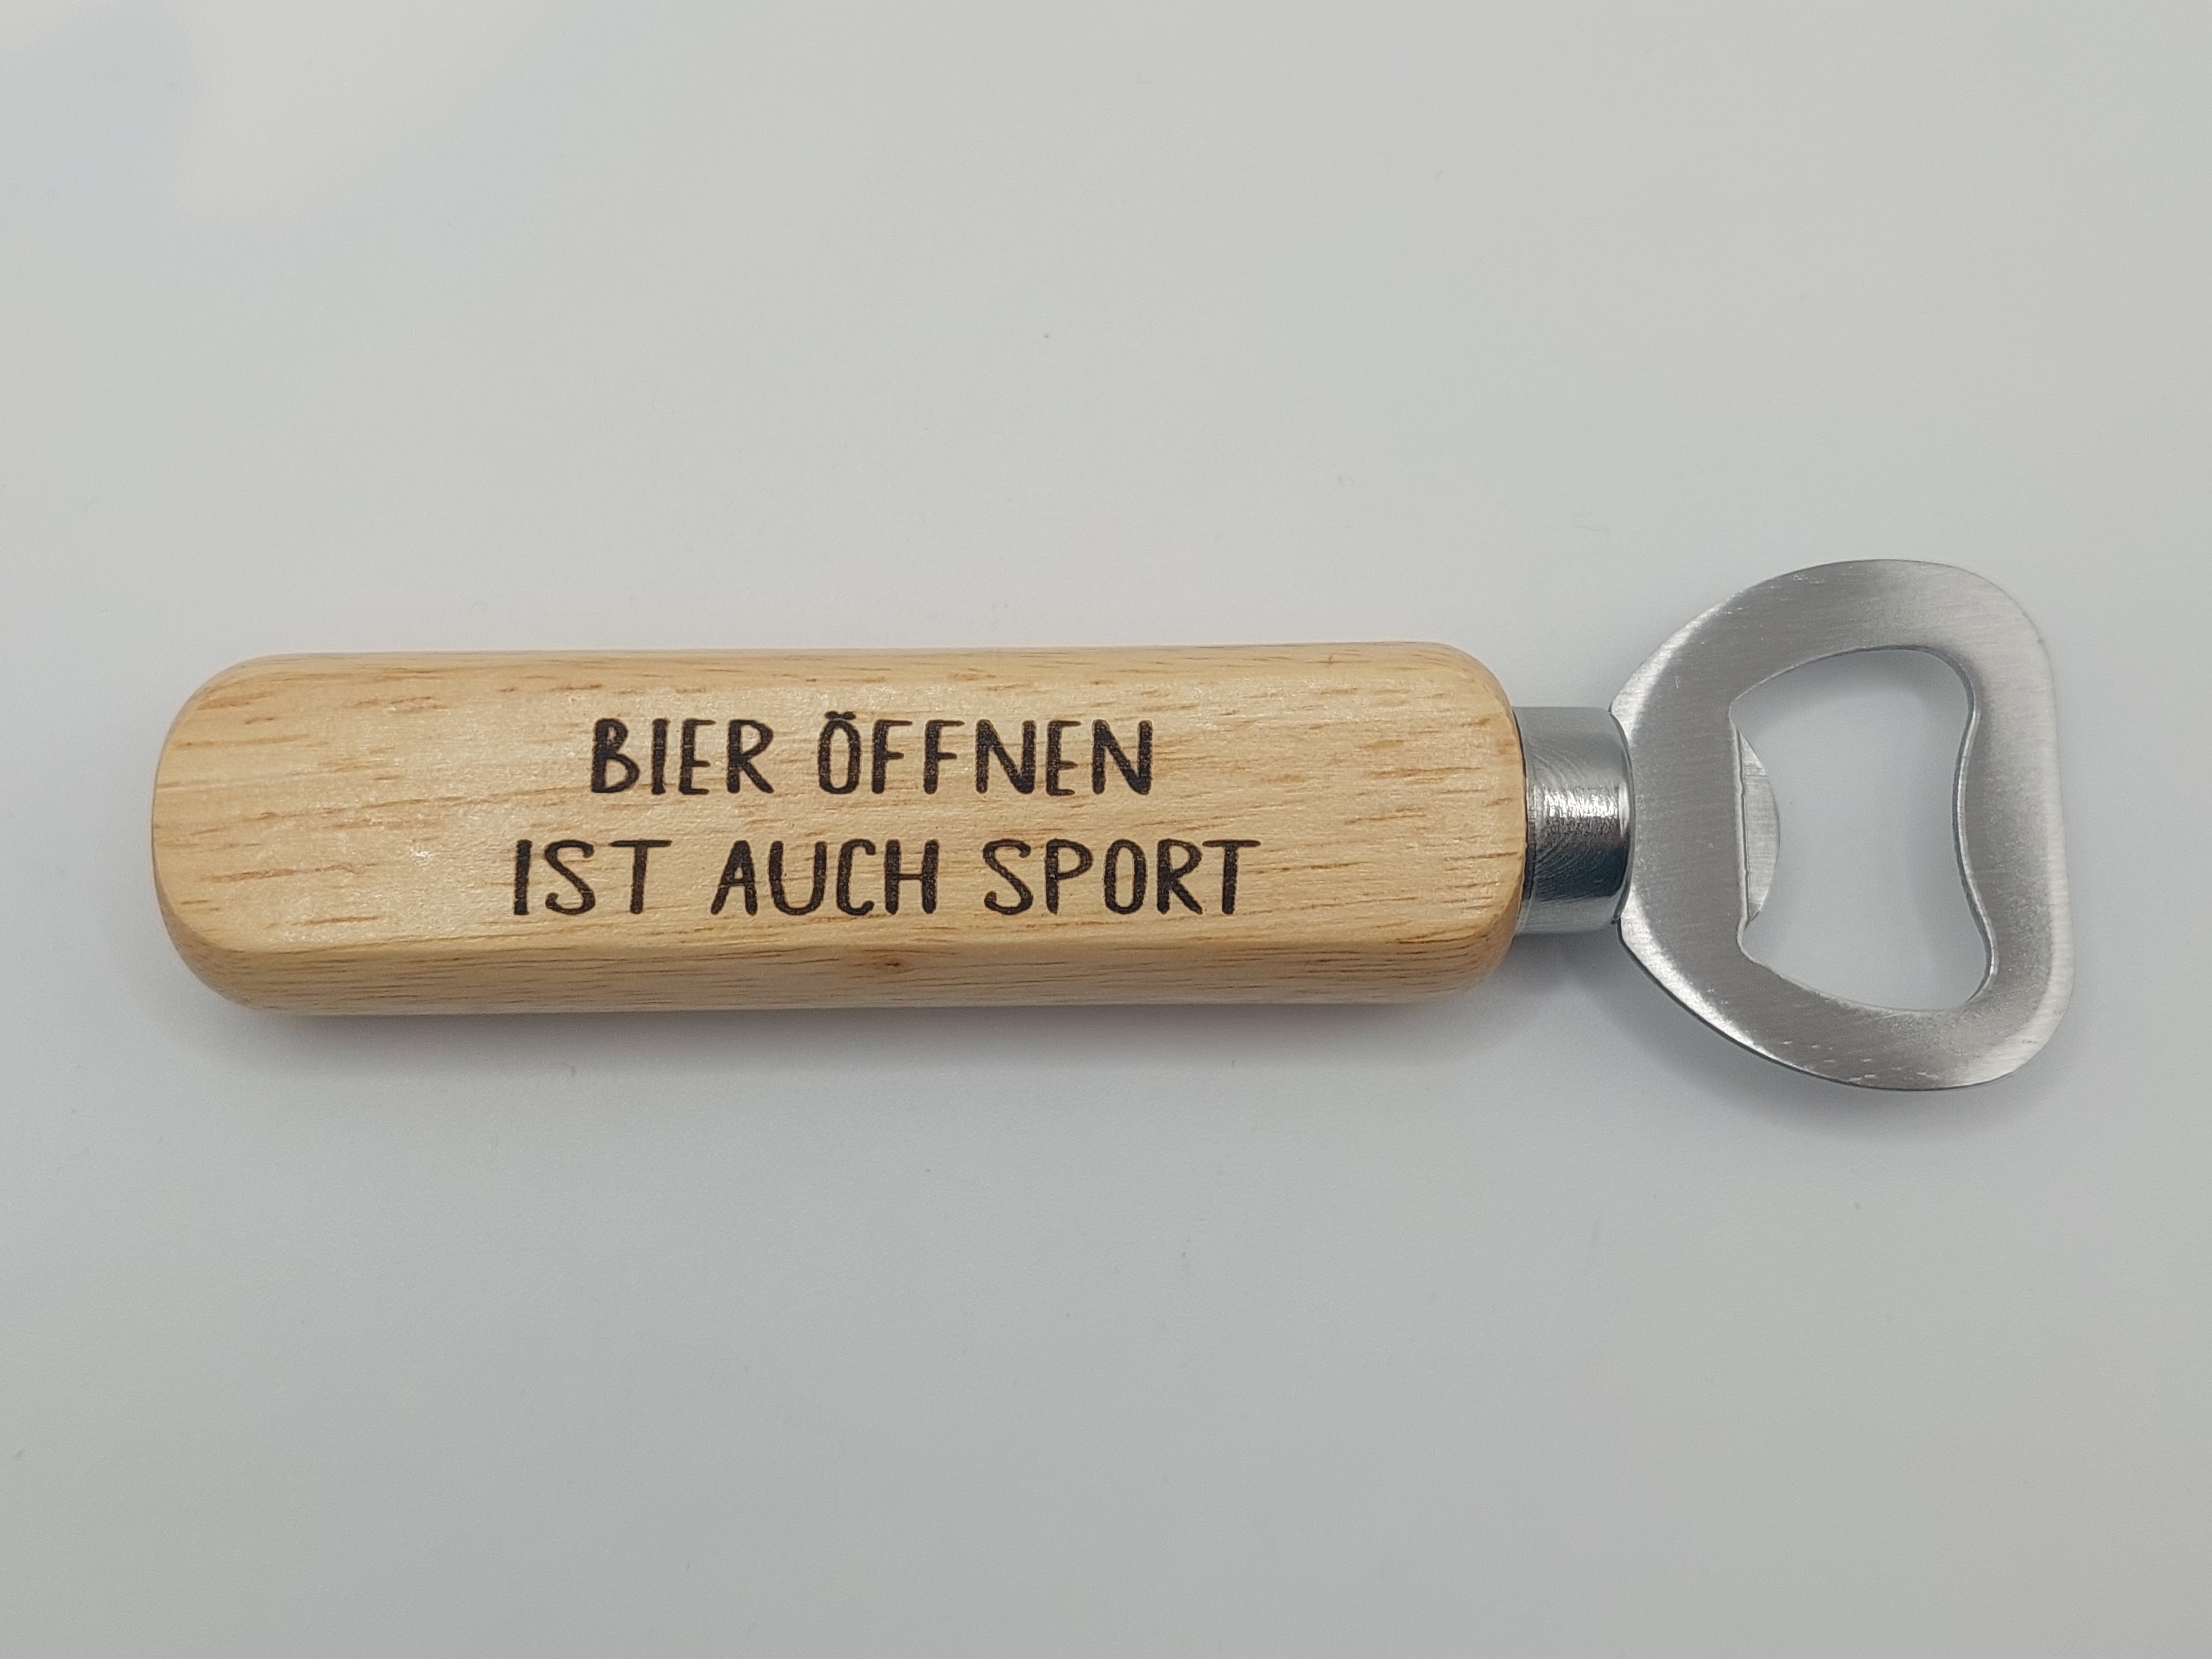 BIER ÖFFNEN
IST AUCH SPORT